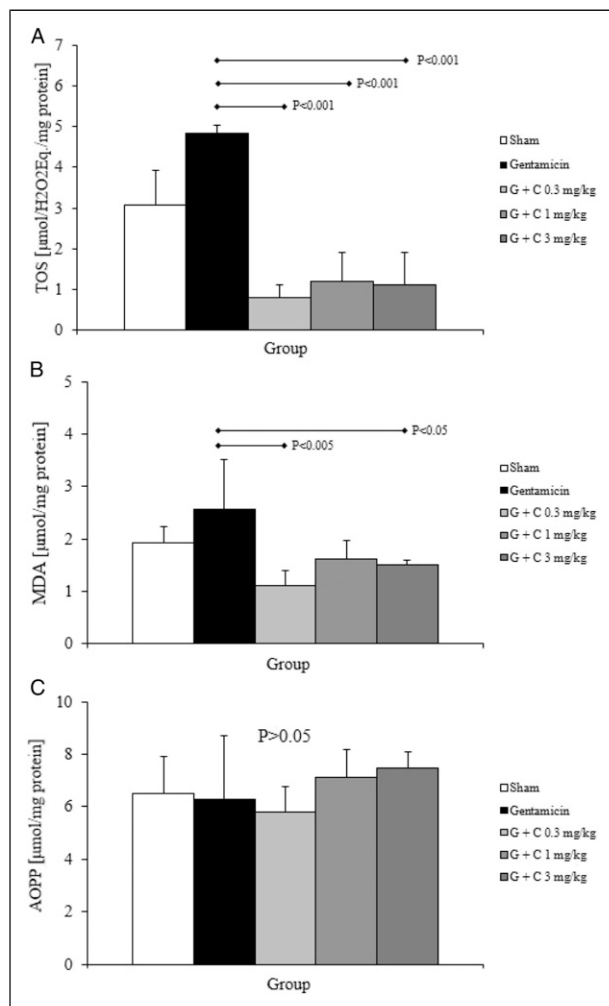 A
7
6
5
4
3
2
1
0
TOS [µmol/H2O2Eq./mg protein]
P<0.001
P<0.001
P<0.001
Sham
Gentamicin
G + C 0.3 mg/kg
G + C 1 mg/kg
G + C 3 mg/kg
Group
B
5
4
3
2
1
0
MDA [µmol/mg protein]
P<0.05
P<0.005
Sham
Gentamicin
G + C 0.3 mg/kg
G + C 1 mg/kg
G + C 3 mg/kg
Group
C
10
8
6
4
2
0
AOPP [µmol/mg protein]
P>0.05
Sham
Gentamicin
G + C 0.3 mg/kg
G + C 1 mg/kg
G + C 3 mg/kg
Group